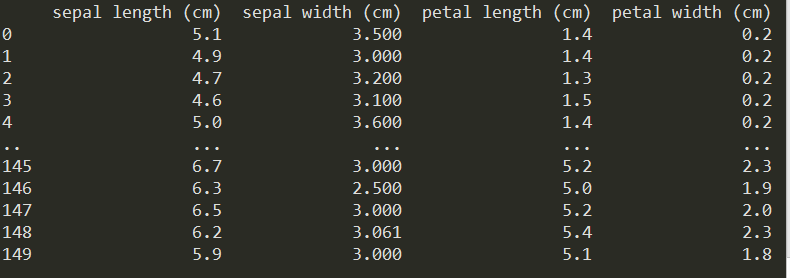 sepal length (cm) sepal width (cm) petal length (cm) petal width (cm)
0 5.1 3.500 1.4 0.2
1 4.9 3.000 1.4 0.2
2 4.7 3.200 1.3 0.2
3 4.6 3.100 1.5 0.2
4 5.0 3.600 1.4 0.2
.. ... ... ... ...
145 6.7 3.000 5.2 2.3
146 6.3 2.500 5.0 1.9
147 6.5 3.000 5.2 2.0
148 6.2 3.061 5.4 2.3
149 5.9 3.000 5.1 1.8